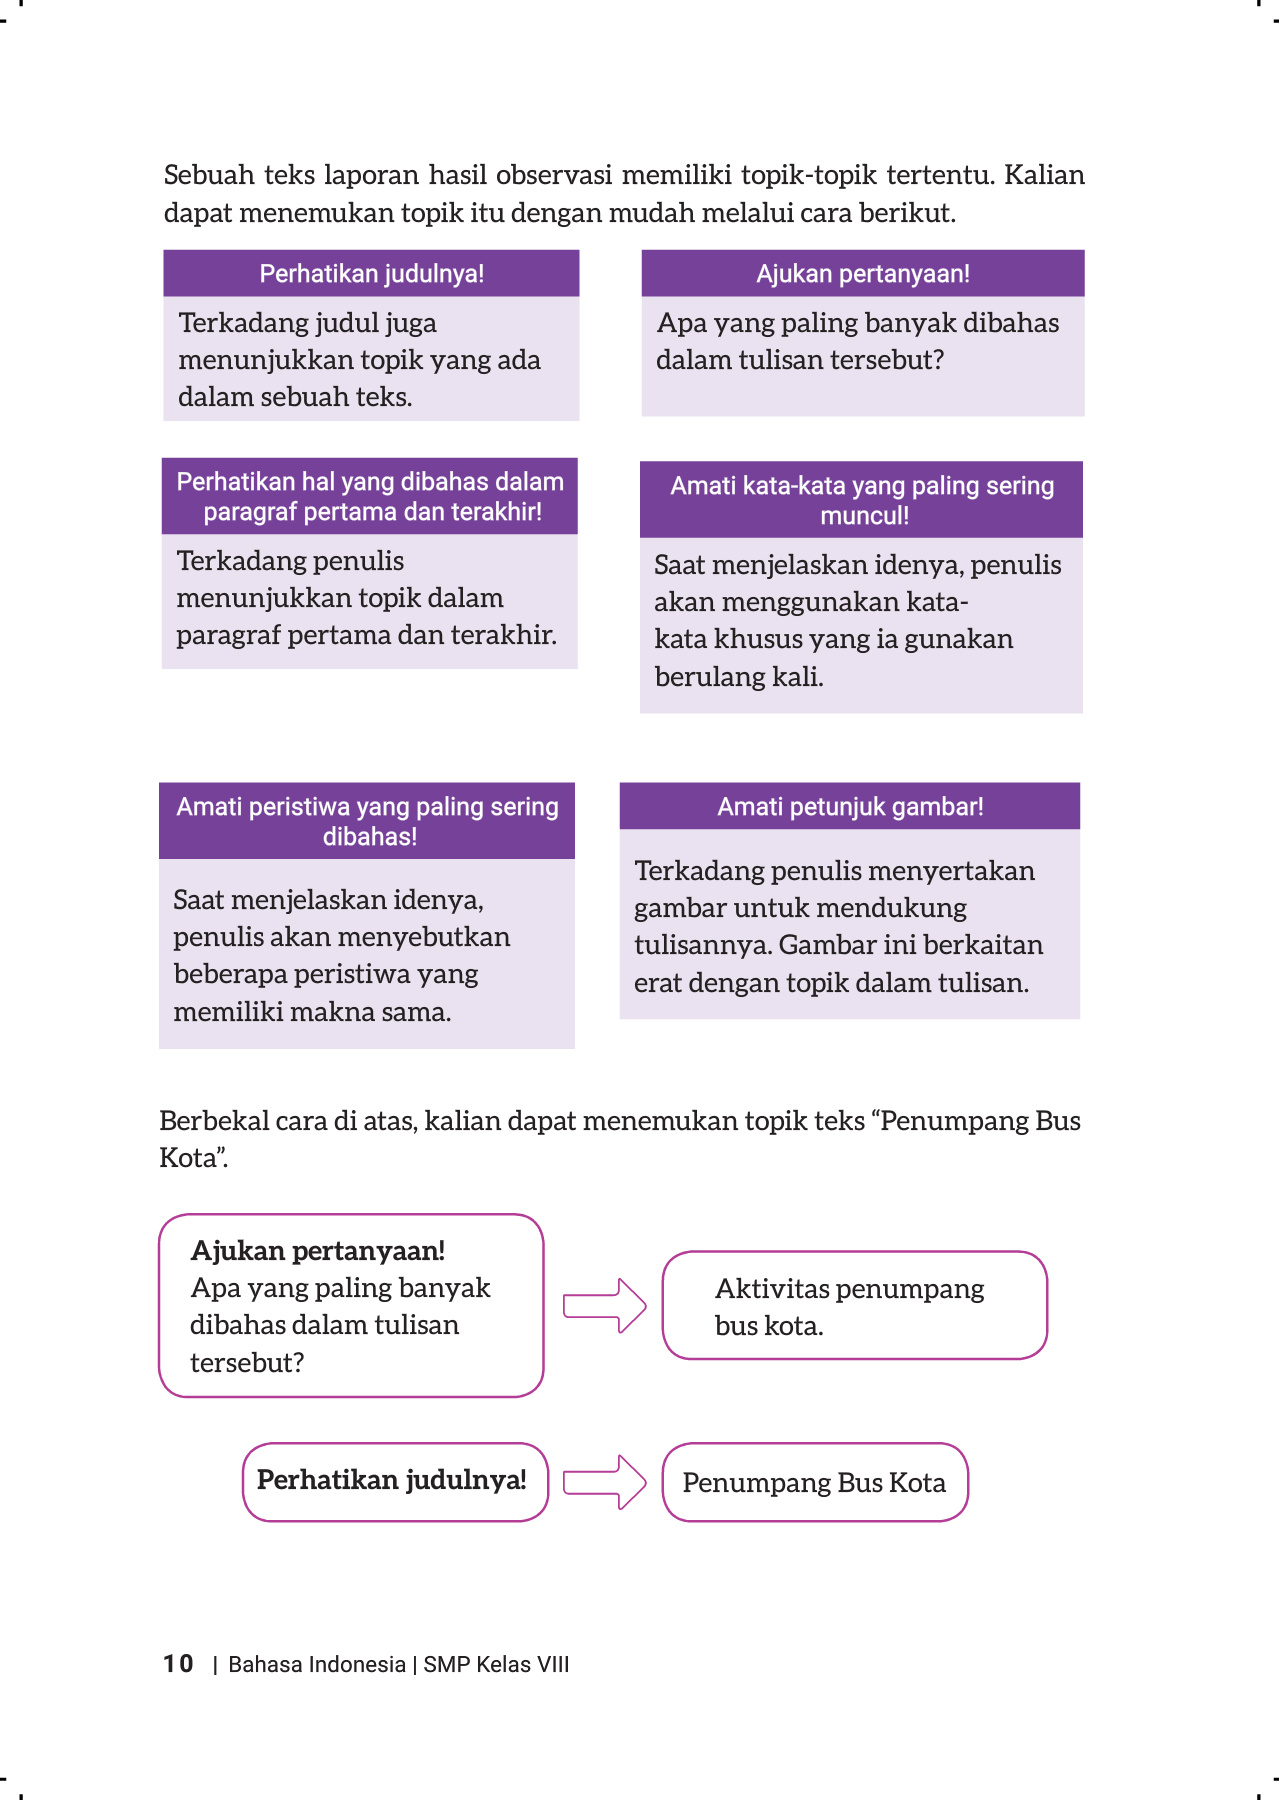 Sebuah teks laporan hasil observasi memiliki topik-topik tertentu. Kalian
dapat menemukan topik itu dengan mudah melalui cara berikut.
Perhatikan judulnya!
Terkadang judul juga
menunjukkan topik yang ada
dalam sebuah teks.
Ajukan pertanyaan!
Apa yang paling banyak dibahas
dalam tulisan tersebut?
Perhatikan hal yang dibahas dalam
paragraf pertama dan terakhir!
Terkadang penulis
menunjukkan topik dalam
paragraf pertama dan terakhir.
Amati kata-kata yang paling sering
muncul!
Saat menjelaskan idenya, penulis
akan menggunakan kata-
kata khusus yang ia gunakan
berulang kali.
Amati peristiwa yang paling sering
dibahas!
Saat menjelaskan idenya,
penulis akan menyebutkan
beberapa peristiwa yang
memiliki makna sama.
Amati petunjuk gambar!
Terkadang penulis menyertakan
gambar untuk mendukung
tulisannya. Gambar ini berkaitan
erat dengan topik dalam tulisan.
Berbekal cara di atas, kalian dapat menemukan topik teks “Penumpang Bus
Kota”.
Ajukan pertanyaan!
Apa yang paling banyak
dibahas dalam tulisan
tersebut?
Aktivitas penumpang
bus kota.
Perhatikan judulnya!
Penumpang Bus Kota
10 | Bahasa Indonesia | SMP Kelas VIII